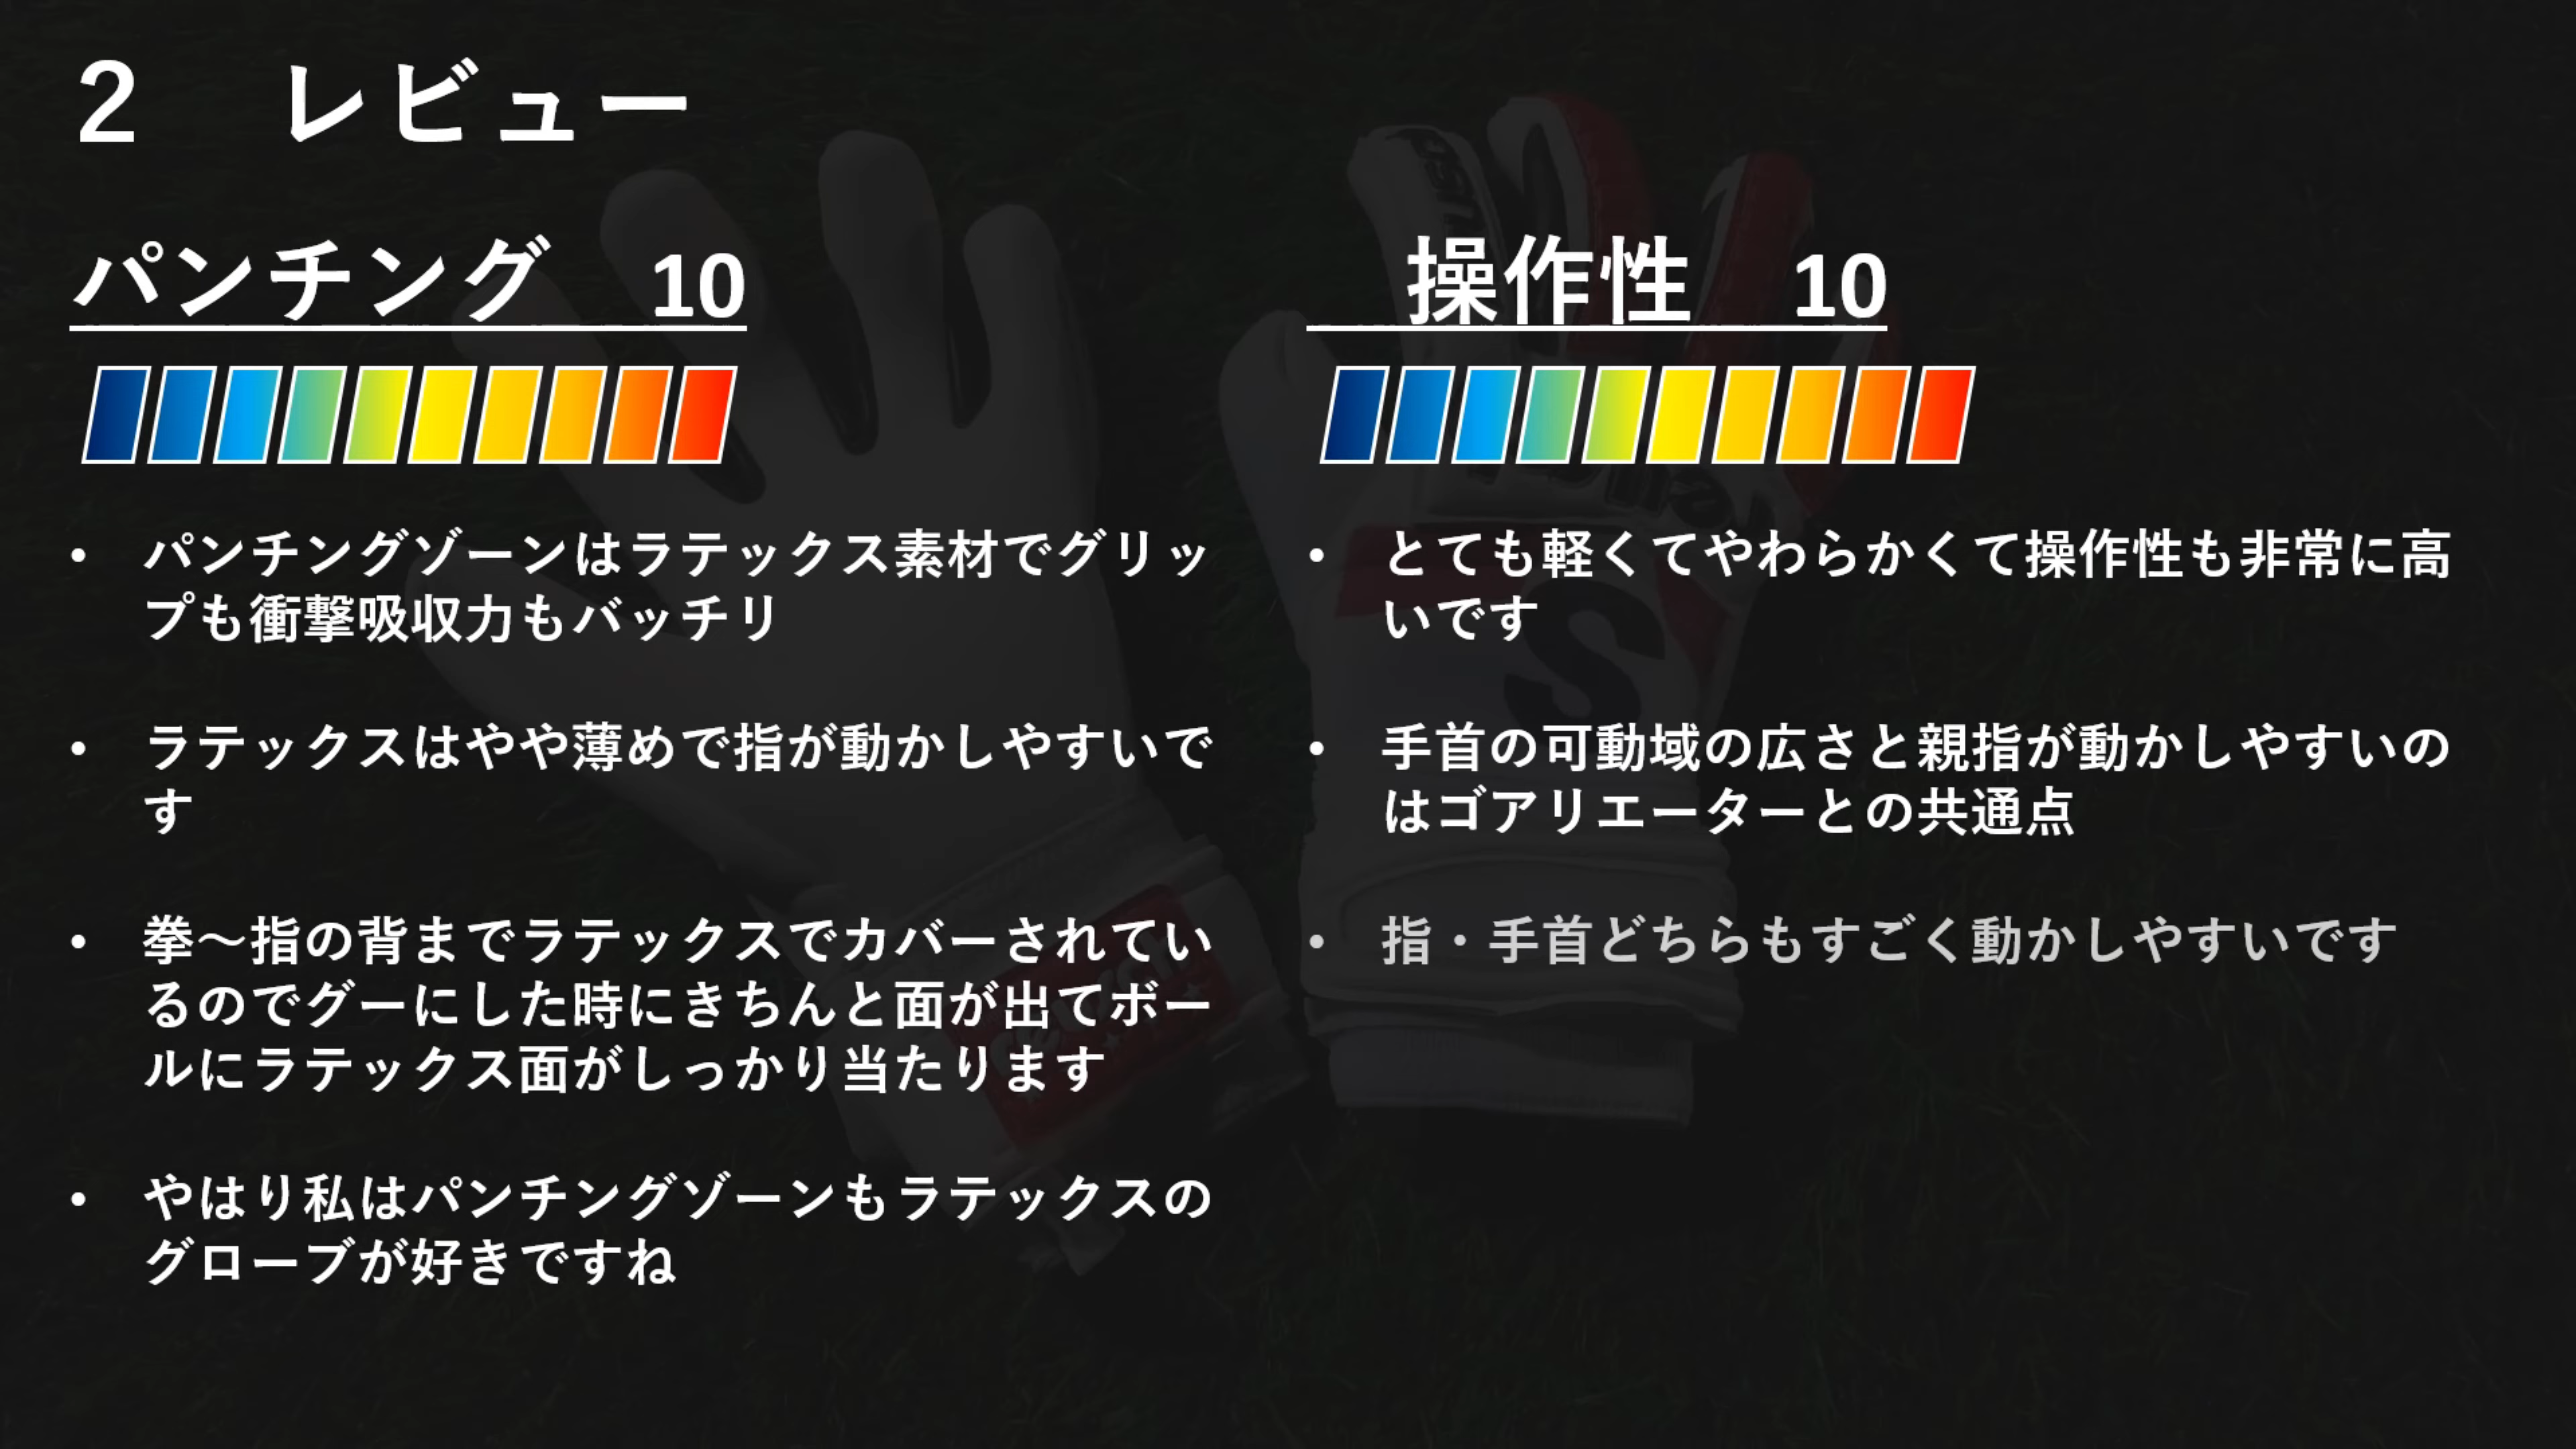 2　レビュー
パンチング　10
• パンチングゾーンはラテックス素材でグリッ
プも衝撃吸収力もバッチリ
• ラテックスはやや薄めで指が動かしやすいで
す
• 拳～指の背までラテックスでカバーされてい
るのでグーにした時にきちんと面が出てボー
ルにラテックス面がしっかり当たります
• やはり私はパンチングゾーンもラテックスの
グローブが好きですね
操作性　10
• とても軽くてやわらかくて操作性も非常に高
いです
• 手首の可動域の広さと親指が動かしやすいの
はゴアリエーターとの共通点
• 指・手首どちらもすごく動かしやすいです
S